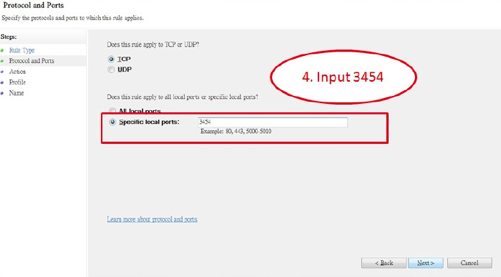 Protocol and Ports
Specify the protocols and ports to which this rule applies.
Steps:
Rule Type
Protocol and Ports
Action
Profile
Name
Does this rule apply to TCP or UDP?
TCP
UDP
4. Input 3454
Does this rule apply to all local ports or specific local ports?
All local ports
Specific local ports:
3454
Example: 80, 443, 5000-5010
Learn more about protocol and ports
< Back
Next >
Cancel